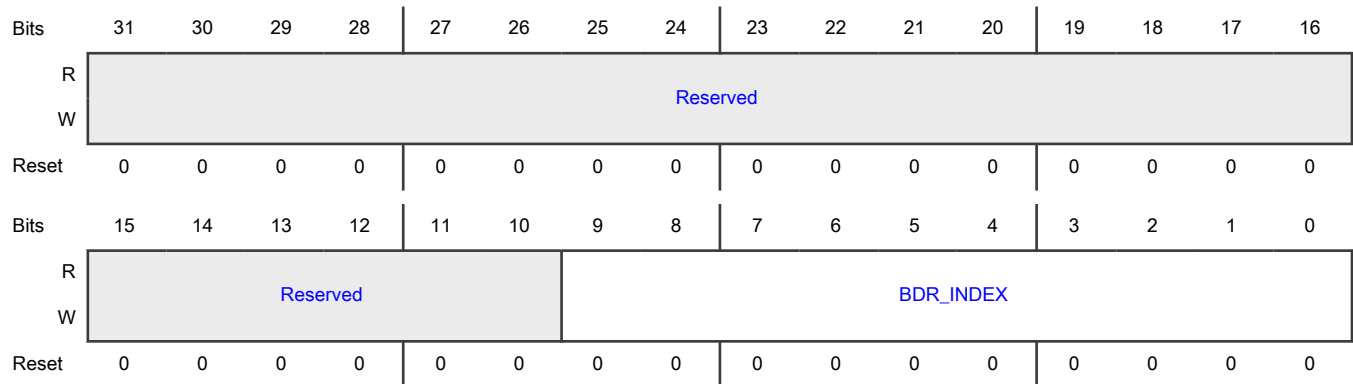 Bits 31 30 29 28 27 26 25 24 23 22 21 20 19 18 17 16
R
Reserved
W
Reset 0 0 0 0 0 0 0 0 0 0 0 0 0 0 0 0
Bits 15 14 13 12 11 10 9 8 7 6 5 4 3 2 1 0
R
Reserved BDR_INDEX
W
Reset 0 0 0 0 0 0 0 0 0 0 0 0 0 0 0 0